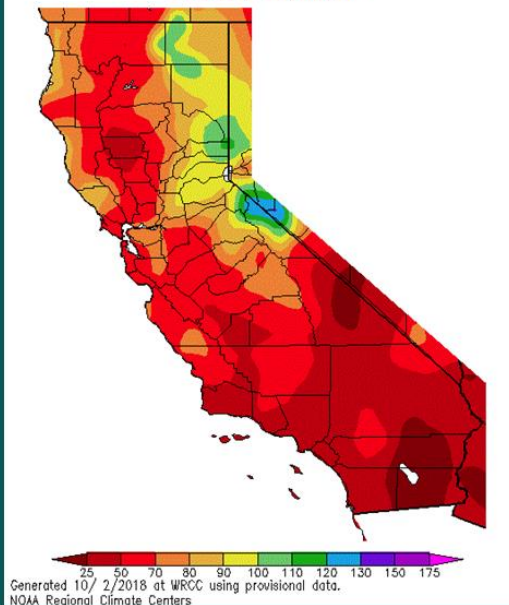 25 50 70 80 90 100 110 120 130 150 175
Generated 10/ 2/2018 at WRCC using provisional data.
NOAA Regional Climate Centers